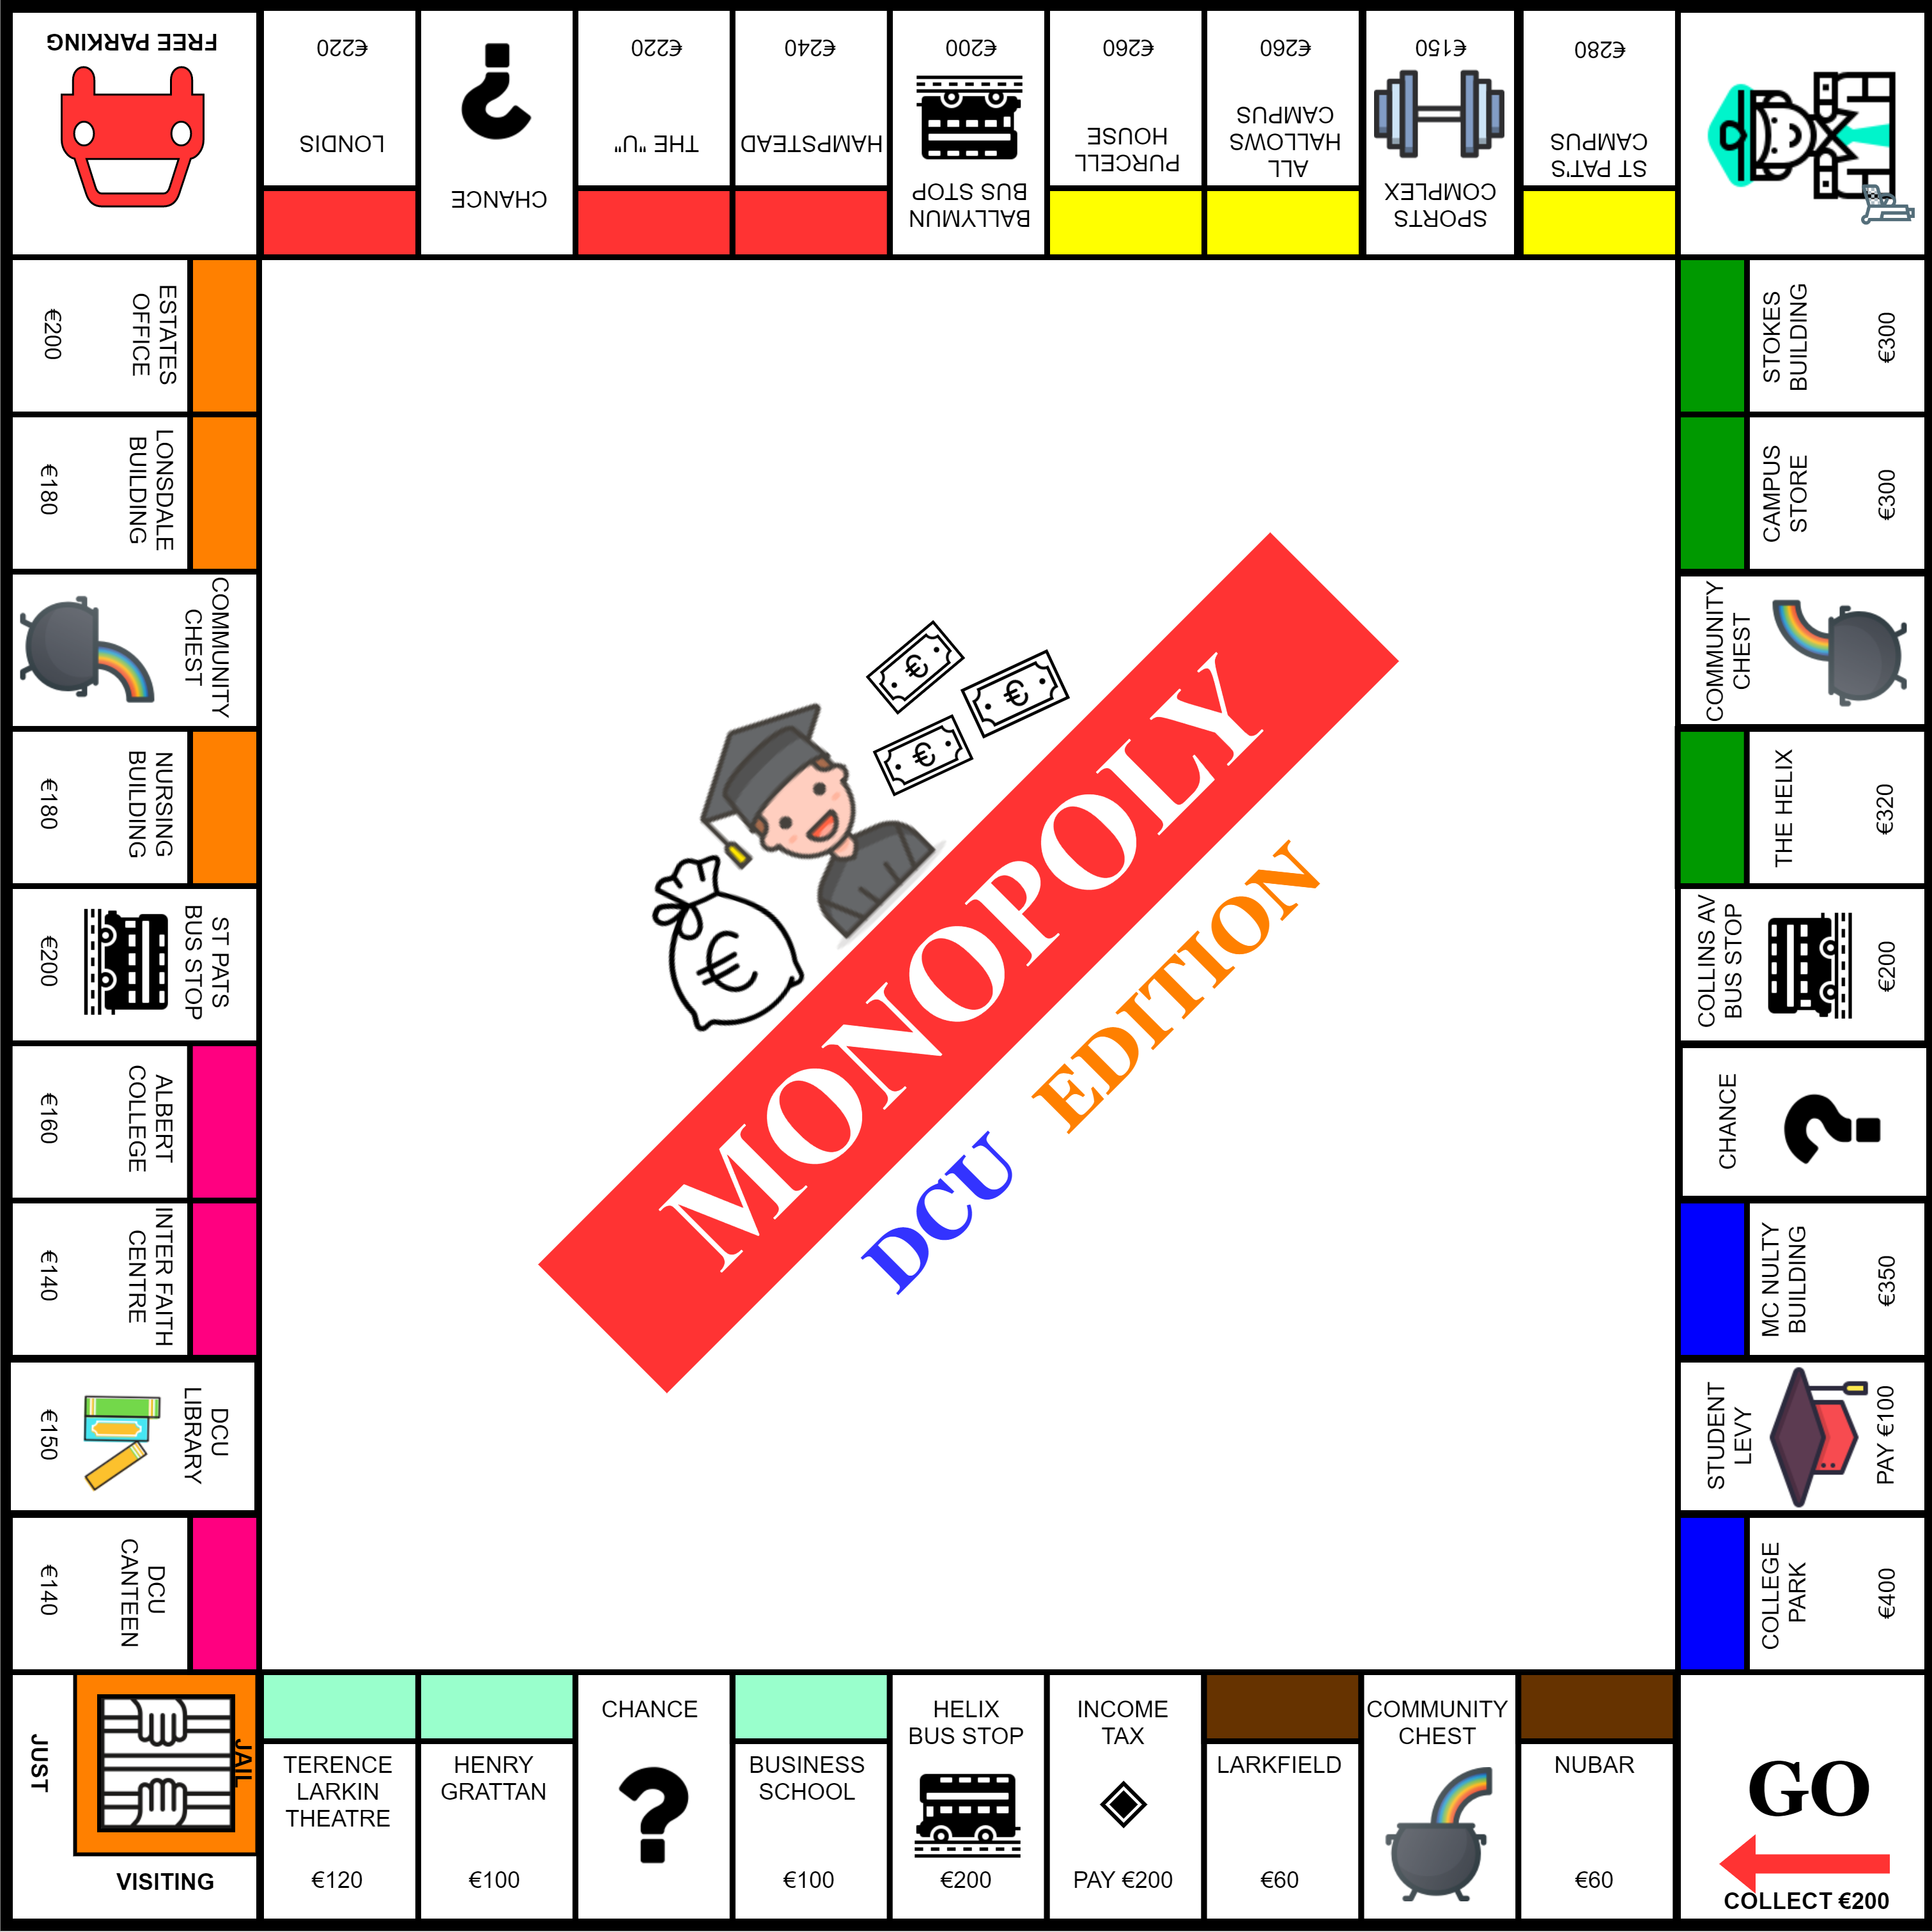 FREE PARKING
€220
LONDIS
CHANCE
€220
THE "U"
€240
HAMPSTEAD
€200
BALLYMUN
BUS STOP
€260
PURCELL
HOUSE
€260
ALL
HALLOWS
CAMPUS
€150
SPORTS
COMPLEX
€280
ST PAT'S
CAMPUS
STOKES
BUILDING
€300
CAMPUS
STORE
€300
COMMUNITY
CHEST
THE HELIX
€320
COLLINS AV
BUS STOP
€200
CHANCE
MC NULTY
BUILDING
€350
STUDENT
LEVY
PAY €100
COLLEGE
PARK
€400
GO
COLLECT €200
NUBAR
€60
COMMUNITY
CHEST
LARKFIELD
€60
INCOME
TAX
PAY €200
HELIX
BUS STOP
€200
BUSINESS
SCHOOL
€100
CHANCE
HENRY
GRATTAN
€100
TERENCE
LARKIN
THEATRE
€120
JAIL
JUST
VISITING
DCU
CANTEEN
€140
DCU
LIBRARY
€150
INTER FAITH
CENTRE
€140
ALBERT
COLLEGE
€160
ST PATS
BUS STOP
€200
NURSING
BUILDING
€180
COMMUNITY
CHEST
LONSDALE
BUILDING
€180
ESTATES
OFFICE
€200
€
€
€
€
MONOPOLY
DCU EDITION